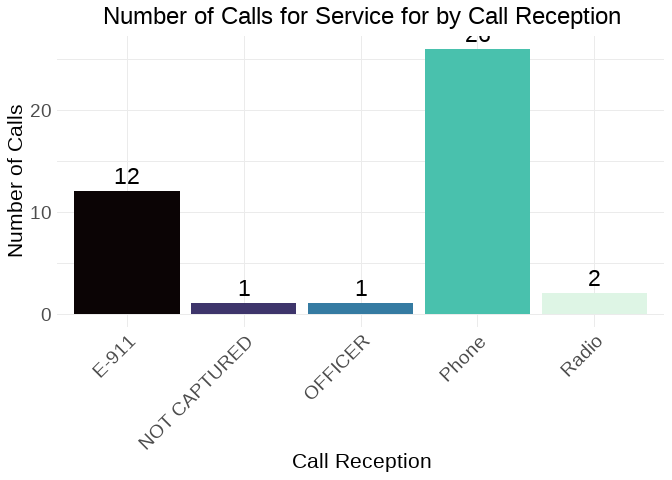 Number of Calls for Service for by Call Reception
Number of Calls
20
10
0
12
1
1
26
2
E-911
NOT CAPTURED
OFFICER
Phone
Radio
Call Reception